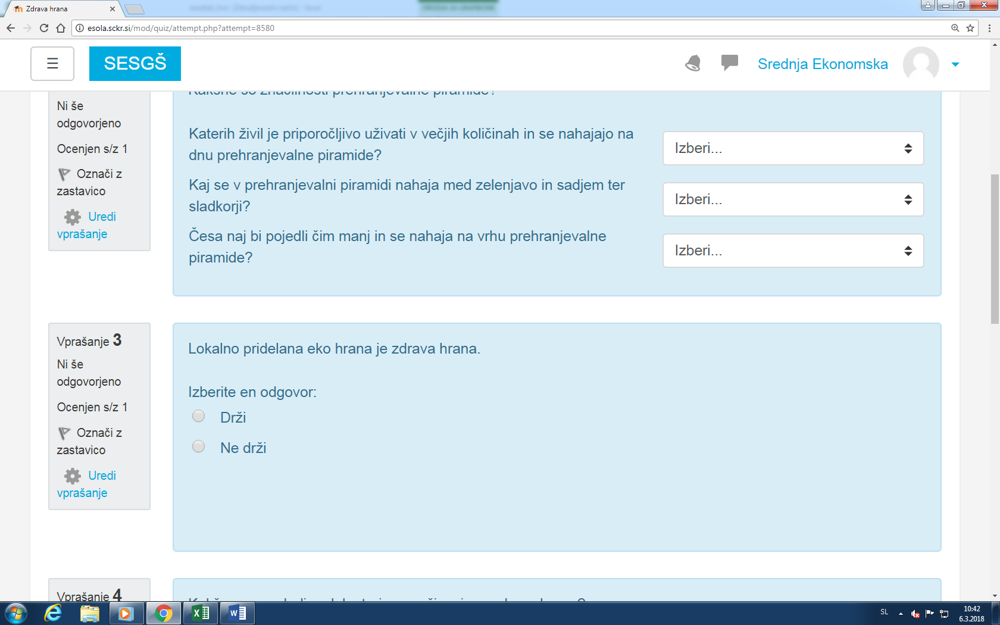 Zdrava hrana
esola.sckr.si/mod/quiz/attempt.php?attempt=8580
SESGŠ
Srednja Ekonomska
Kakšne so značilnosti prehranjevalne piramide?
Ni še
odgovorjeno
Ocenjen s/z 1
Označi z
zastavico
Uredi
vprašanje
Katerih živil je priporočljivo uživati v večjih količinah in se nahajajo na
dnu prehranjevalne piramide?
Izberi...
Kaj se v prehranjevalni piramidi nahaja med zelenjavo in sadjem ter
sladkorji?
Izberi...
Česa naj bi pojedli čim manj in se nahaja na vrhu prehranjevalne
piramide?
Izberi...
Vprašanje 3
Ni še
odgovorjeno
Ocenjen s/z 1
Označi z
zastavico
Uredi
vprašanje
Lokalno pridelana eko hrana je zdrava hrana.
Izberite en odgovor:
Drži
Ne drži
Vprašanje 4
SL
10:42
6.3.2018